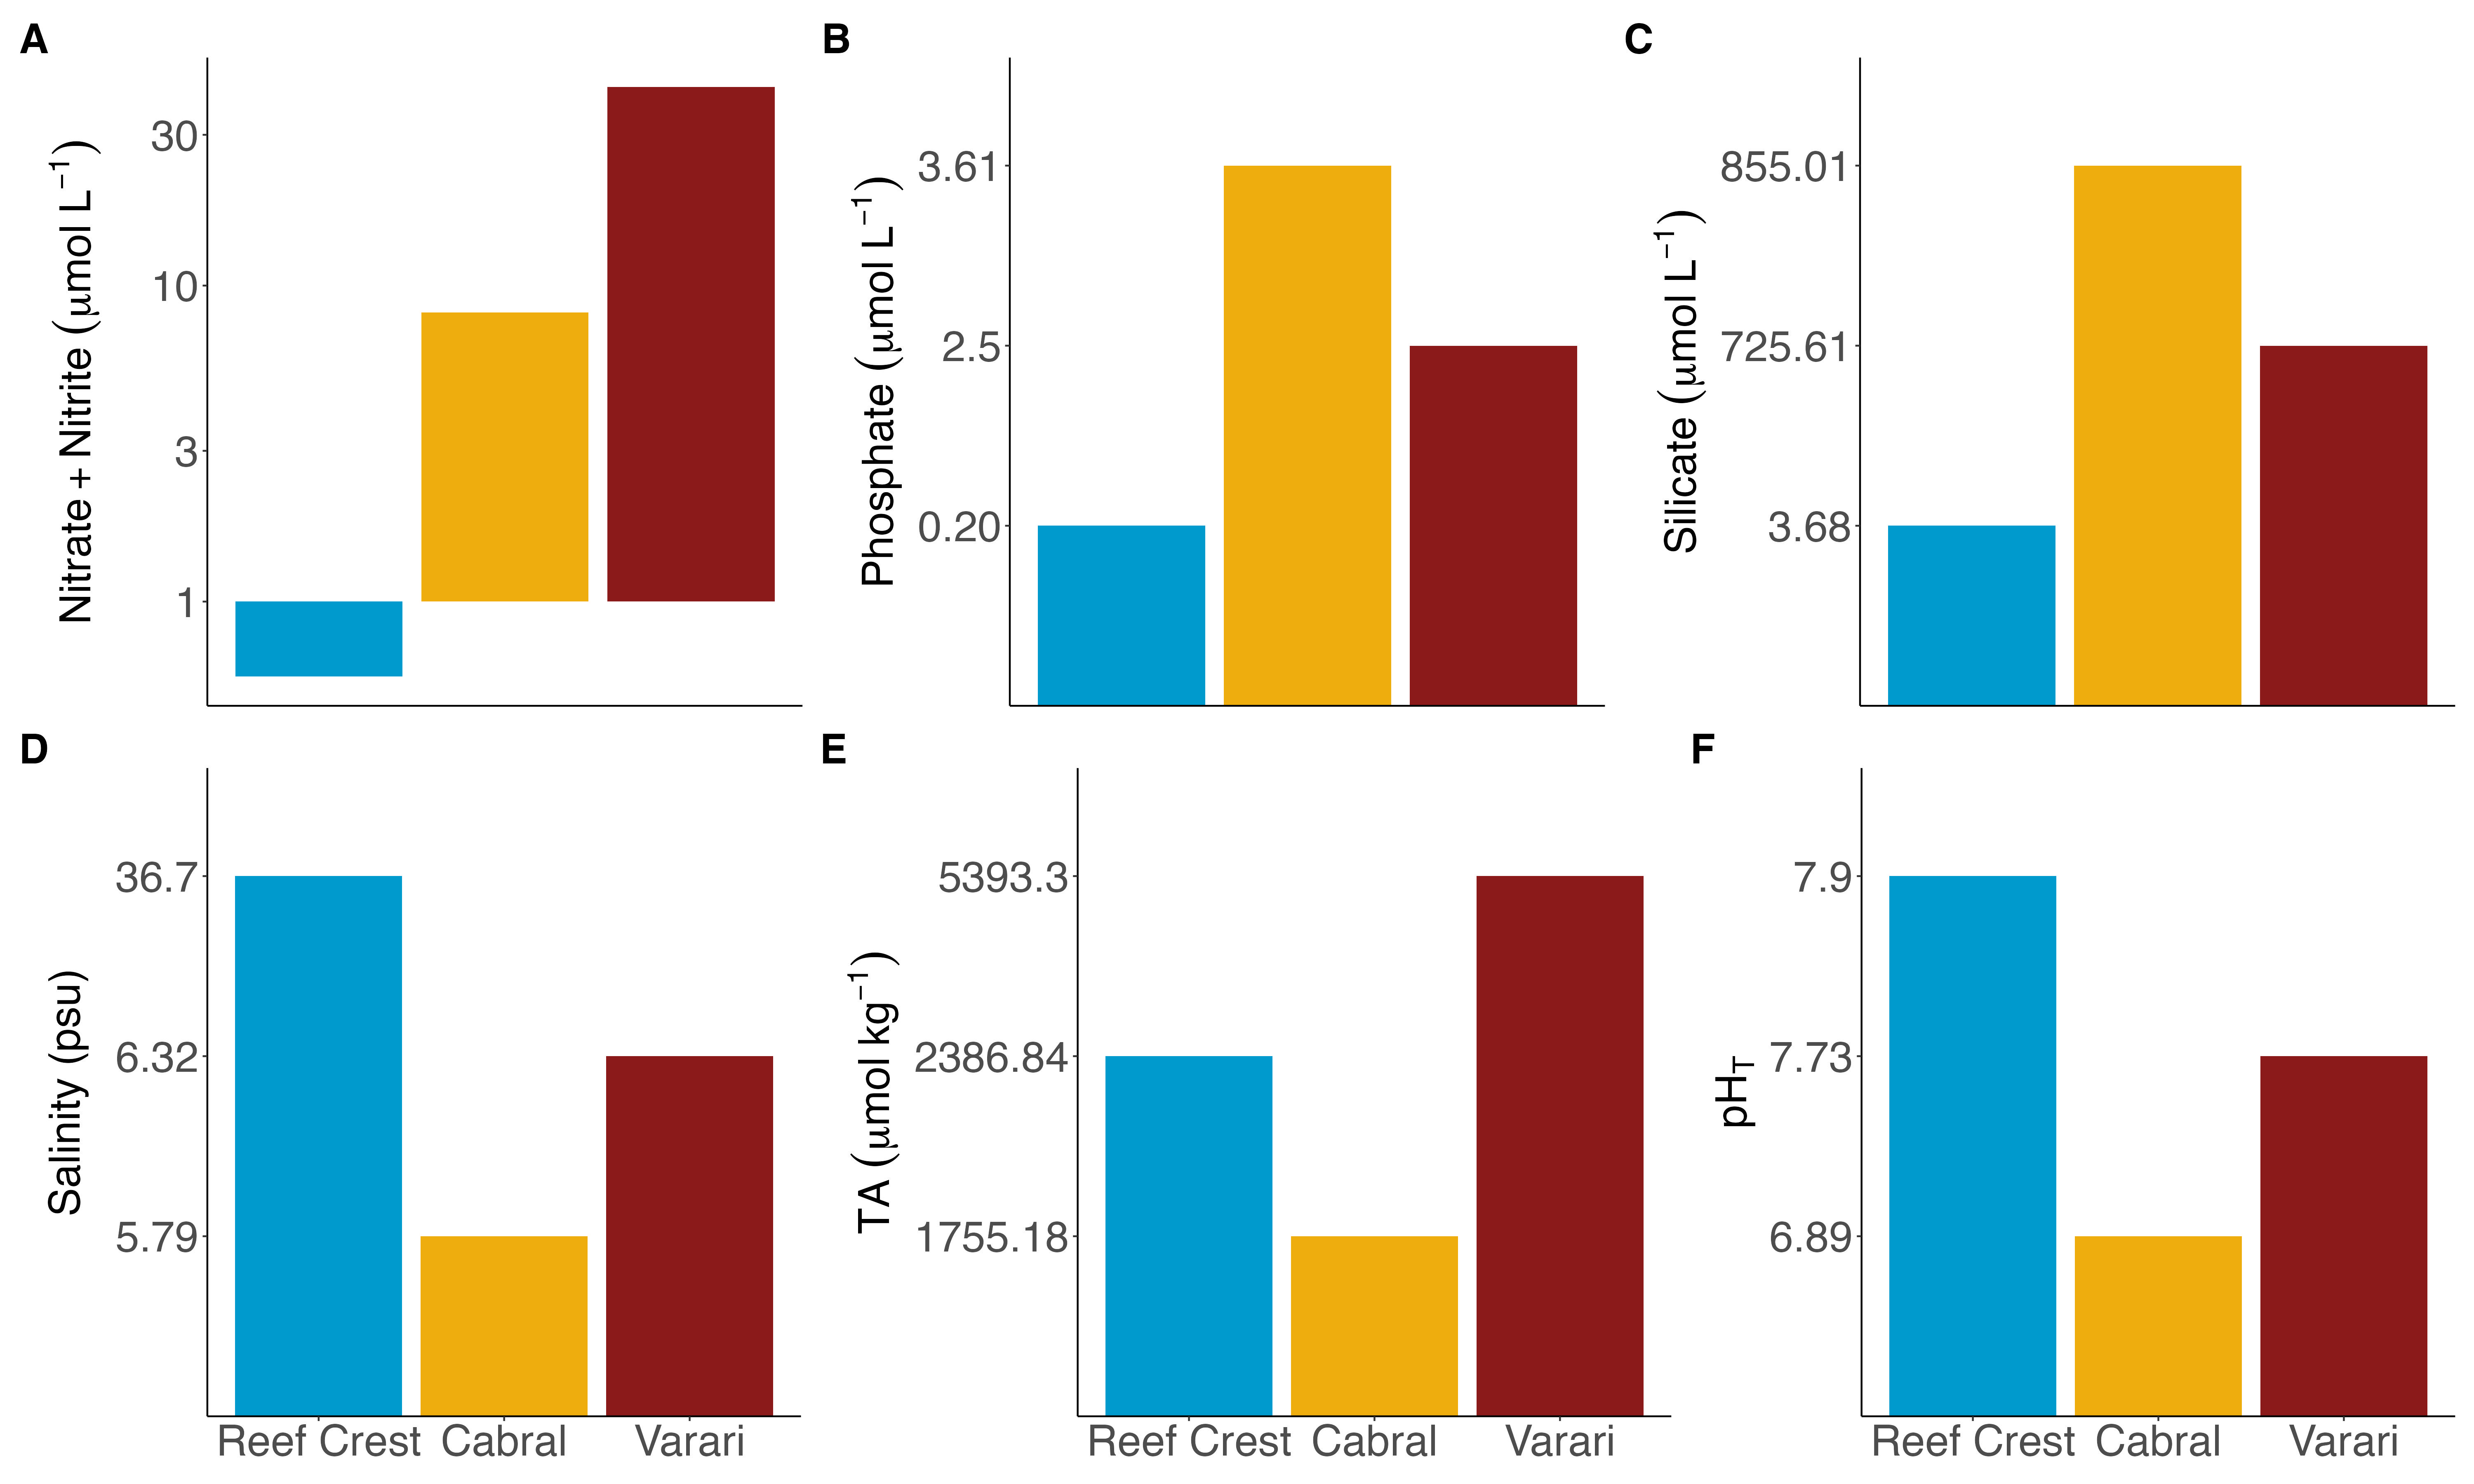 A
Nitrate + Nitrite (μmol L⁻¹)
30
10
3
1
B
Phosphate (μmol L⁻¹)
3.61
2.5
0.20
C
Silicate (μmol L⁻¹)
855.01
725.61
3.68
D
Salinity (psu)
36.7
6.32
5.79
Reef Crest Cabral Varari
E
TA (μmol kg⁻¹)
5393.3
2386.84
1755.18
Reef Crest Cabral Varari
F
pHT
7.9
7.73
6.89
Reef Crest Cabral Varari